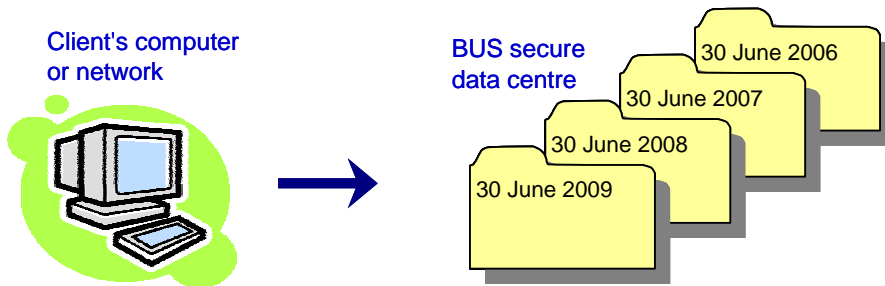 Client's computer
or network
BUS secure
data centre
30 June 2006
30 June 2007
30 June 2008
30 June 2009